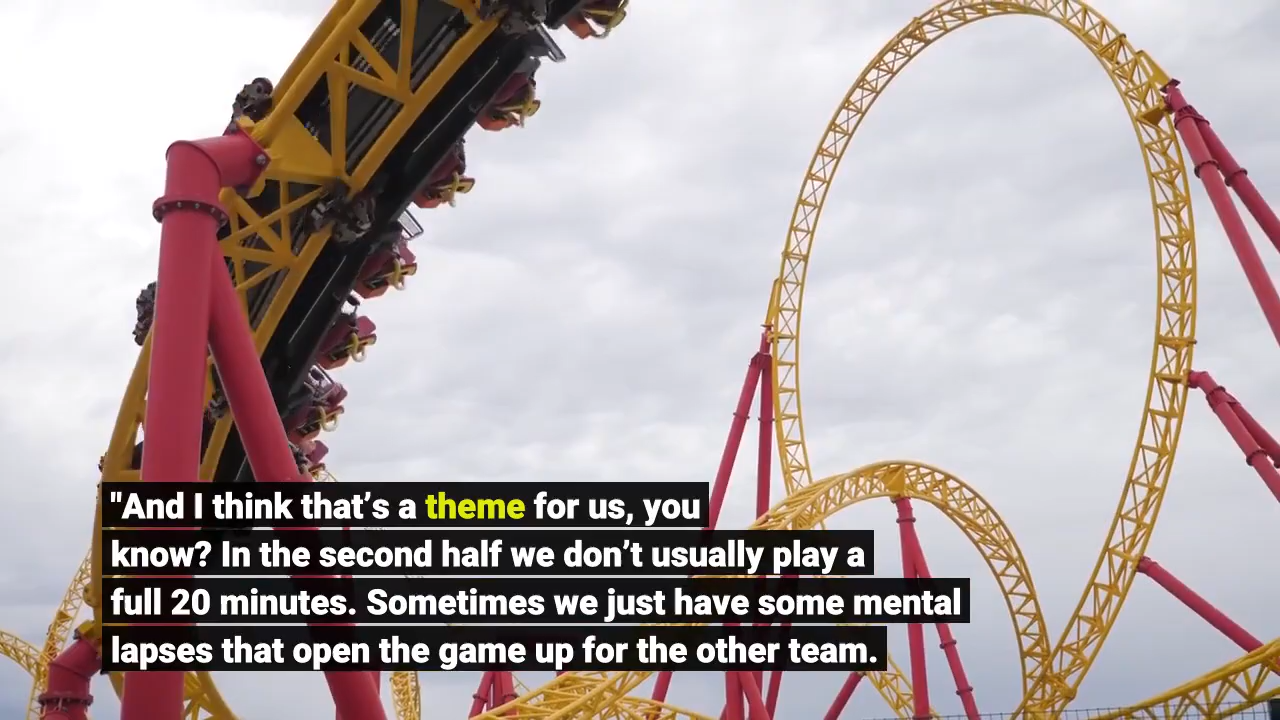 "And I think that’s a theme for us, you
know? In the second half we don’t usually play a
full 20 minutes. Sometimes we just have some mental
lapses that open the game up for the other team.